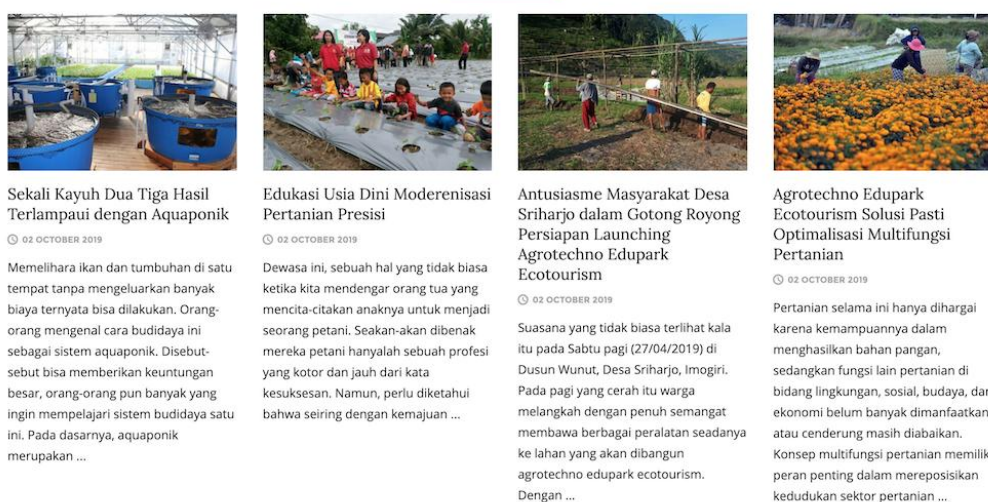 Sekali Kayuh Dua Tiga Hasil
Terlampaui dengan Aquaponik
02 OCTOBER 2019
Memelihara ikan dan tumbuhan di satu
tempat tanpa mengeluarkan banyak
biaya ternyata bisa dilakukan. Orang-
orang mengenal cara budidaya ini
sebagai sistem aquaponik. Disebut-
sebut bisa memberikan keuntungan
besar, orang-orang pun banyak yang
ingin mempelajari sistem budidaya satu
ini. Pada dasarnya, aquaponik
merupakan ...
Edukasi Usia Dini Moderenisasi
Pertanian Presisi
02 OCTOBER 2019
Dewasa ini, sebuah hal yang tidak biasa
ketika kita mendengar orang tua yang
mencita-citakan anaknya untuk menjadi
seorang petani. Seakan-akan dibenak
mereka petani hanyalah sebuah profesi
yang kotor dan jauh dari kata
kesuksesan. Namun, perlu diketahui
bahwa seiring dengan kemajuan ...
Antusiasme Masyarakat Desa
Sriharjo dalam Gotong Royong
Persiapan Launching
Agrotechno Edupark
Ecotourism
02 OCTOBER 2019
Suasana yang tidak biasa terlihat kala
itu pada Sabtu pagi (27/04/2019) di
Dusun Wunut, Desa Sriharjo, Imogiri.
Pada pagi yang cerah itu warga
melangkah dengan penuh semangat
membawa berbagai peralatan seadanya
ke lahan yang akan dibangun
agrotechno edupark ecotourism.
Dengan ...
Agrotechno Edupark
Ecotourism Solusi Pasti
Optimalisasi Multifungsi
Pertanian
02 OCTOBER 2019
Pertanian selama ini hanya dihargai
karena kemampuannya dalam
menghasilkan bahan pangan,
sedangkan fungsi lain pertanian di
bidang lingkungan, sosial, budaya, dan
ekonomi belum banyak dimanfaatkan
atau cenderung masih diabaikan.
Konsep multifungsi pertanian memilik
peran penting dalam mereposisikan
kedudukan sektor pertanian ...